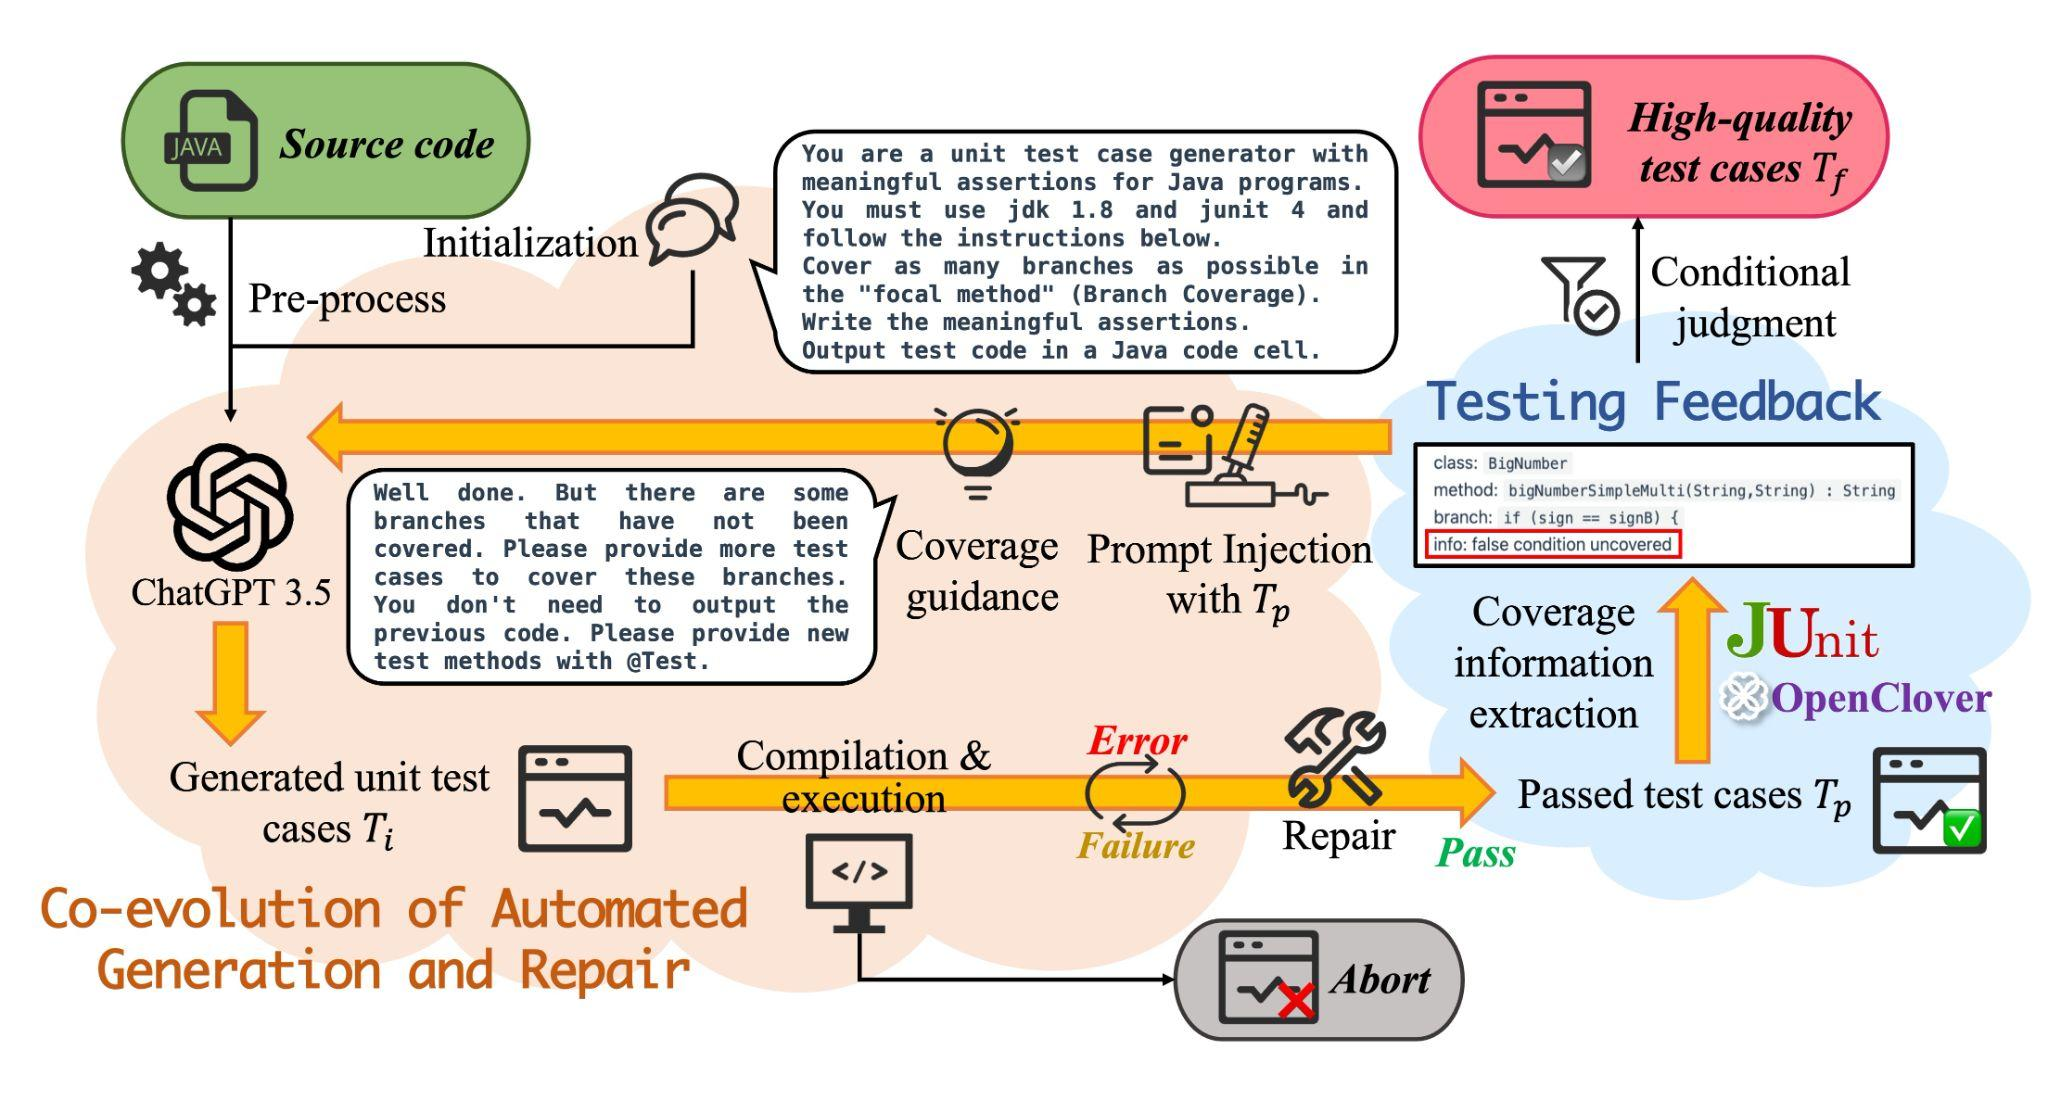 JAVA
Source code
Initialization
Pre-process
You are a unit test case generator with
meaningful assertions for Java programs.
You must use jdk 1.8 and junit 4 and
follow the instructions below.
Cover as many branches as possible in
the "focal method" (Branch Coverage).
Write the meaningful assertions.
Output test code in a Java code cell.
High-quality
test cases T_f
Conditional
judgment
Testing Feedback
class: BigNumber
method: bigNumberSimpleMulti(String,String) : String
branch: if (sign == signB) {
info: false condition uncovered
ChatGPT 3.5
Well done. But there are some
branches that have not been
covered. Please provide more test
cases to cover these branches.
You don't need to output the
previous code. Please provide new
test methods with @Test.
Coverage
guidance
Prompt Injection
with T_p
Coverage
information
extraction
JUnit
OpenClover
Generated unit test
cases T_i
Compilation &
execution
</>
Error
Failure
Repair
Pass
Passed test cases T_p
Co-evolution of Automated
Generation and Repair
Abort